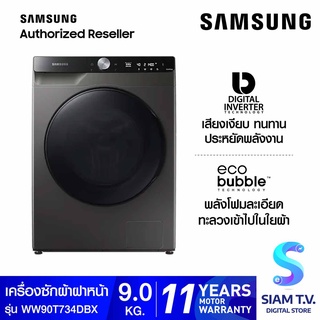 SAMSUNG
Authorized Reseller
SAMSUNG
DIGITAL
INVERTER
TECHNOLOGY
เสียงเงียบ ทนทาน
ประหยัดพลังงาน
eco
bubble™
TECHNOLOGY
พลังโฟมละเอียด
ทะลวงเข้าไปในใยผ้า
SAMSUNG
เครื่องซักผ้าฝาหน้า
รุ่น WW90T734DBX
9.0
KG.
11 YEARS
MOTOR WARRANTY
SIAM T.V.